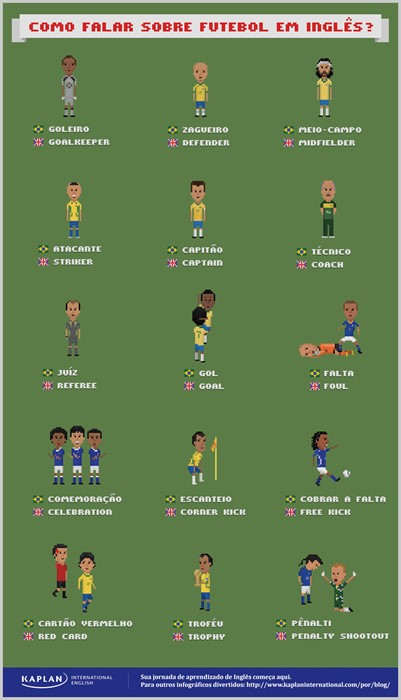 COMO FALAR SOBRE FUTEBOL EM INGLÊS?
GOLEIRO
GOALKEEPER
ZAGUEIRO
DEFENDER
MEIO-CAMPO
MIDFIELDER
ATACANTE
STRIKER
CAPITÃO
CAPTAIN
TÉCNICO
COACH
JUÍZ
REFEREE
GOL
GOAL
FALTA
FOUL
COMEMORAÇÃO
CELEBRATION
ESCANTEIO
CORNER KICK
COBRAR A FALTA
FREE KICK
CARTÃO VERMELHO
RED CARD
TROFÉU
TROPHY
PÊNALTI
PENALTY SHOOTOUT
KAPLAN INTERNATIONAL
ENGLISH
Sua jornada de aprendizado de Inglês começa aqui.
Para outros infográficos divertidos: http://www.kaplaninternational.com/por/blog/